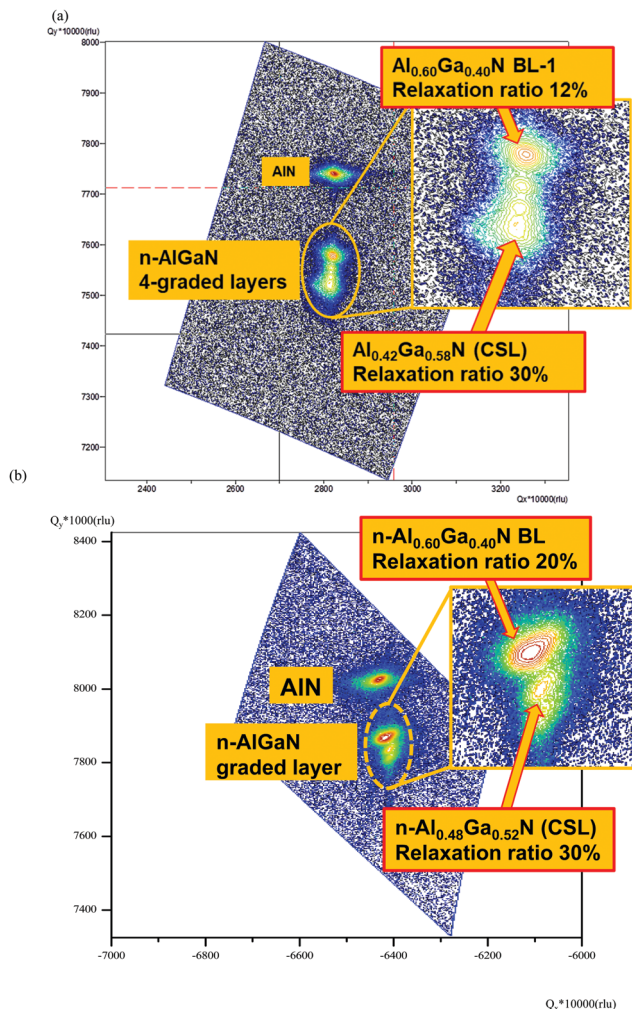 (a)
Qy*10000(rlu)
8000
Al0.60Ga0.40N BL-1
Relaxation ratio 12%
7900
7800
AlN
7700
7600
n-AlGaN
4-graded layers
7500
7400
Al0.42Ga0.58N (CSL)
Relaxation ratio 30%
7300
7200
2400 2600 2800 3000 3200
Qx*10000(rlu)
(b)
Qy*1000(rlu)
8400
n-Al0.60Ga0.40N BL
Relaxation ratio 20%
8200
AlN
8000
n-AlGaN
graded layer
7800
7600
n-Al0.48Ga0.52N (CSL)
Relaxation ratio 30%
7400
-7000 -6800 -6600 -6400 -6200 -6000
Qx*10000(rlu)